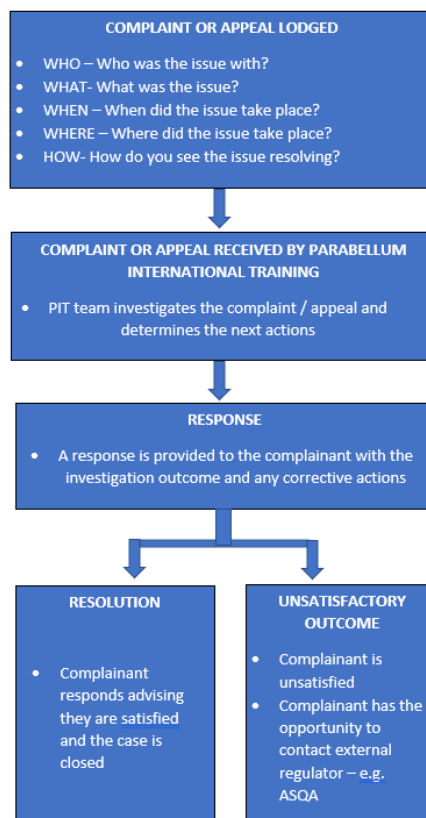 COMPLAINT OR APPEAL LODGED
• WHO – Who was the issue with?
• WHAT- What was the issue?
• WHEN – When did the issue take place?
• WHERE – Where did the issue take place?
• HOW- How do you see the issue resolving?
COMPLAINT OR APPEAL RECEIVED BY PARABELLUM
INTERNATIONAL TRAINING
• PIT team investigates the complaint / appeal and
determines the next actions
RESPONSE
• A response is provided to the complainant with the
investigation outcome and any corrective actions
RESOLUTION
• Complainant
responds advising
they are satisfied
and the case is
closed
UNSATISFACTORY
OUTCOME
• Complainant is
unsatisfied
• Complainant has the
opportunity to
contact external
regulator – e.g.
ASQA